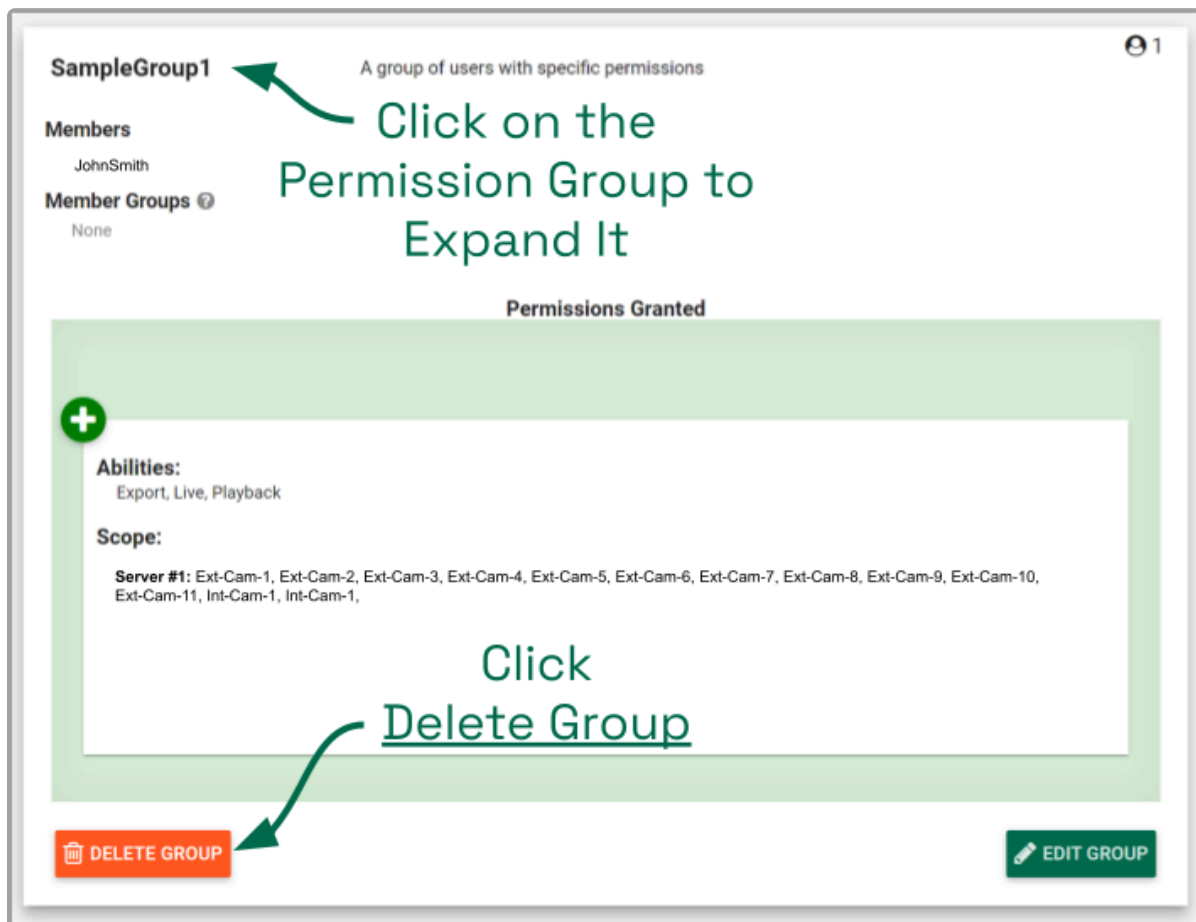 1
SampleGroup1
A group of users with specific permissions
Click on the
Permission Group to
Expand It
Members
JohnSmith
Member Groups ?
None
Permissions Granted
Abilities:
Export, Live, Playback
Scope:
Server #1: Ext-Cam-1, Ext-Cam-2, Ext-Cam-3, Ext-Cam-4, Ext-Cam-5, Ext-Cam-6, Ext-Cam-7, Ext-Cam-8, Ext-Cam-9, Ext-Cam-10,
Ext-Cam-11, Int-Cam-1, Int-Cam-1,
Click
Delete Group
DELETE GROUP
EDIT GROUP